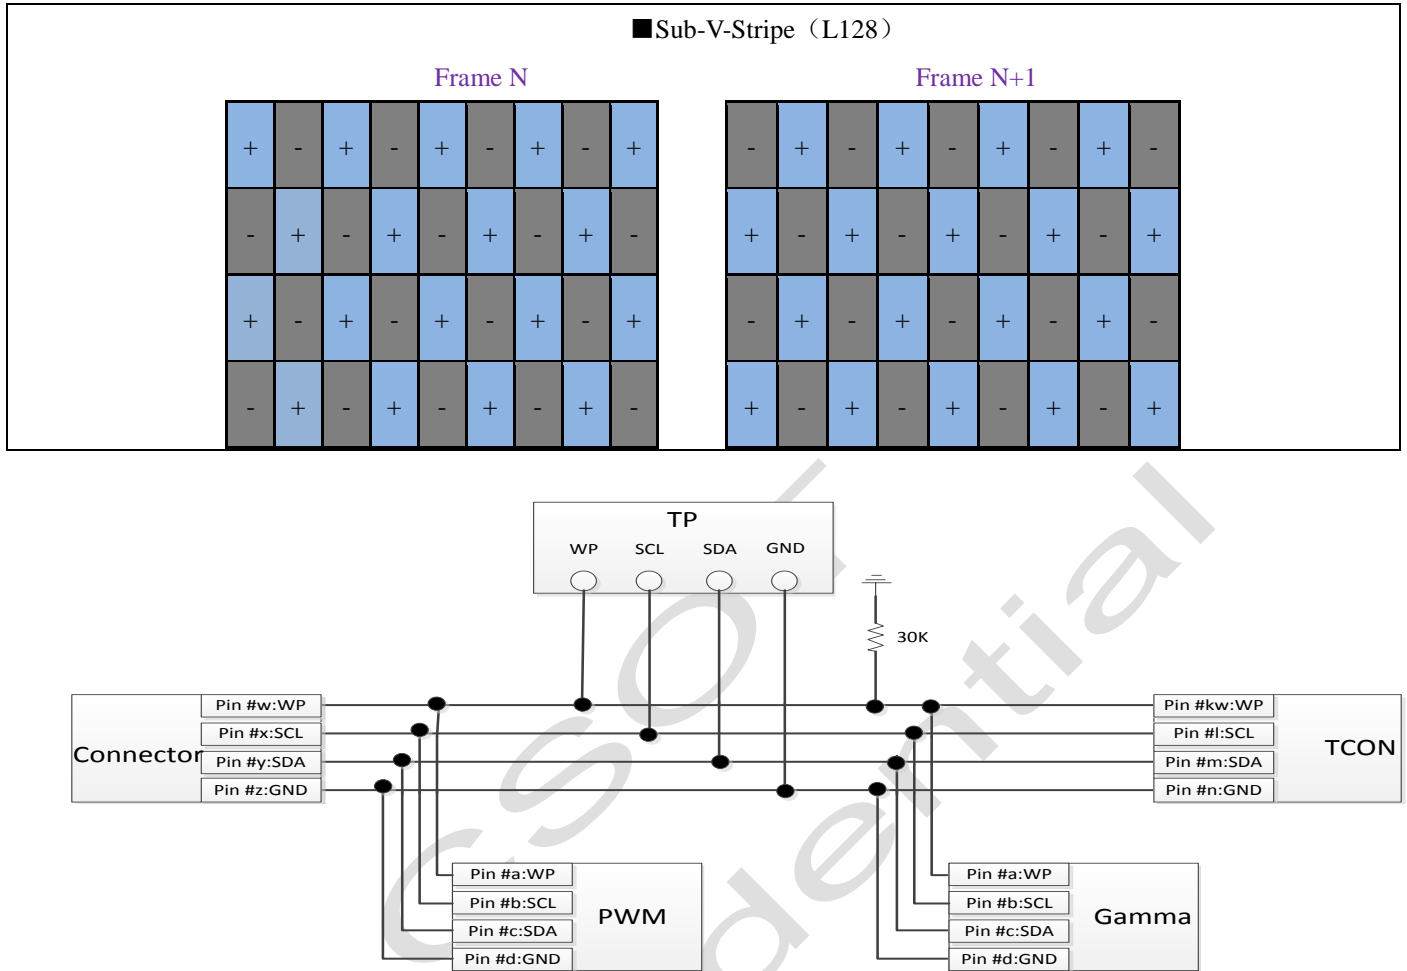 ■Sub-V-Stripe（L128）
Frame N Frame N+1
+ - + - + - + - + - + - + - + - + -
- + - + - + - + - + - + - + - + - +
+ - + - + - + - + - + - + - + - + -
- + - + - + - + - + - + - + - + - +
TP
WP SCL SDA GND
30K
Pin #w:WP
Pin #x:SCL
Connector
Pin #y:SDA
Pin #z:GND
Pin #kw:WP
Pin #l:SCL
TCON
Pin #m:SDA
Pin #n:GND
Pin #a:WP
Pin #b:SCL
PWM
Pin #c:SDA
Pin #d:GND
Pin #a:WP
Pin #b:SCL
Gamma
Pin #c:SDA
Pin #d:GND